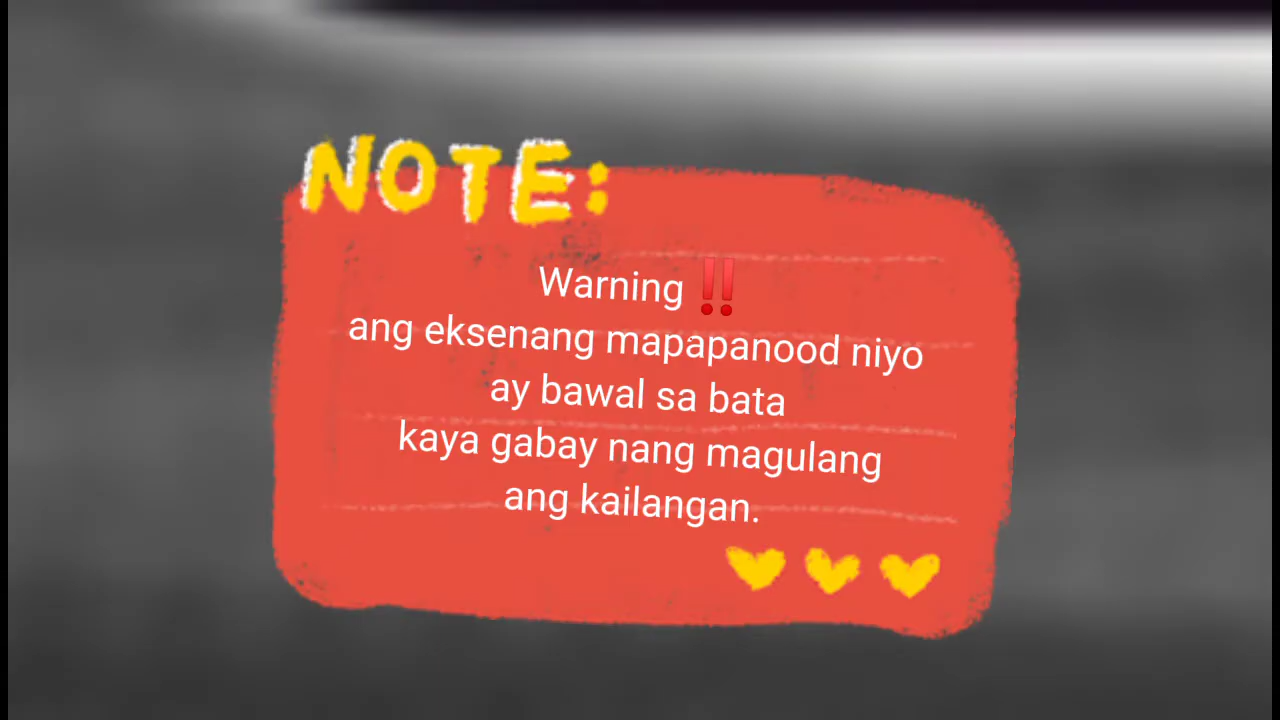 NOTE:
Warning ‼️
ang eksenang mapapanood niyo
ay bawal sa bata
kaya gabay nang magulang
ang kailangan.